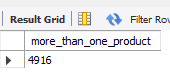 Result Grid Filter Row
more_than_one_product
4916